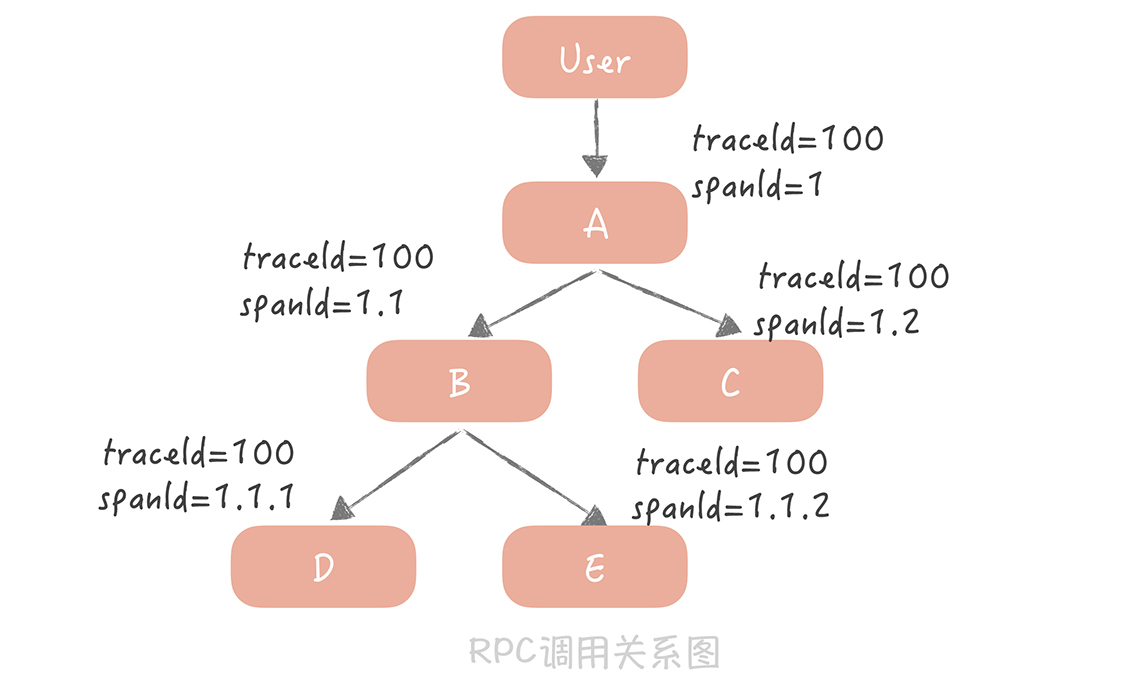 User
traceId=100
spanId=1
A
traceId=100
spanId=1.1
traceId=100
spanId=1.2
B
C
traceId=100
spanId=1.1.1
traceId=100
spanId=1.1.2
D
E
RPC调用关系图